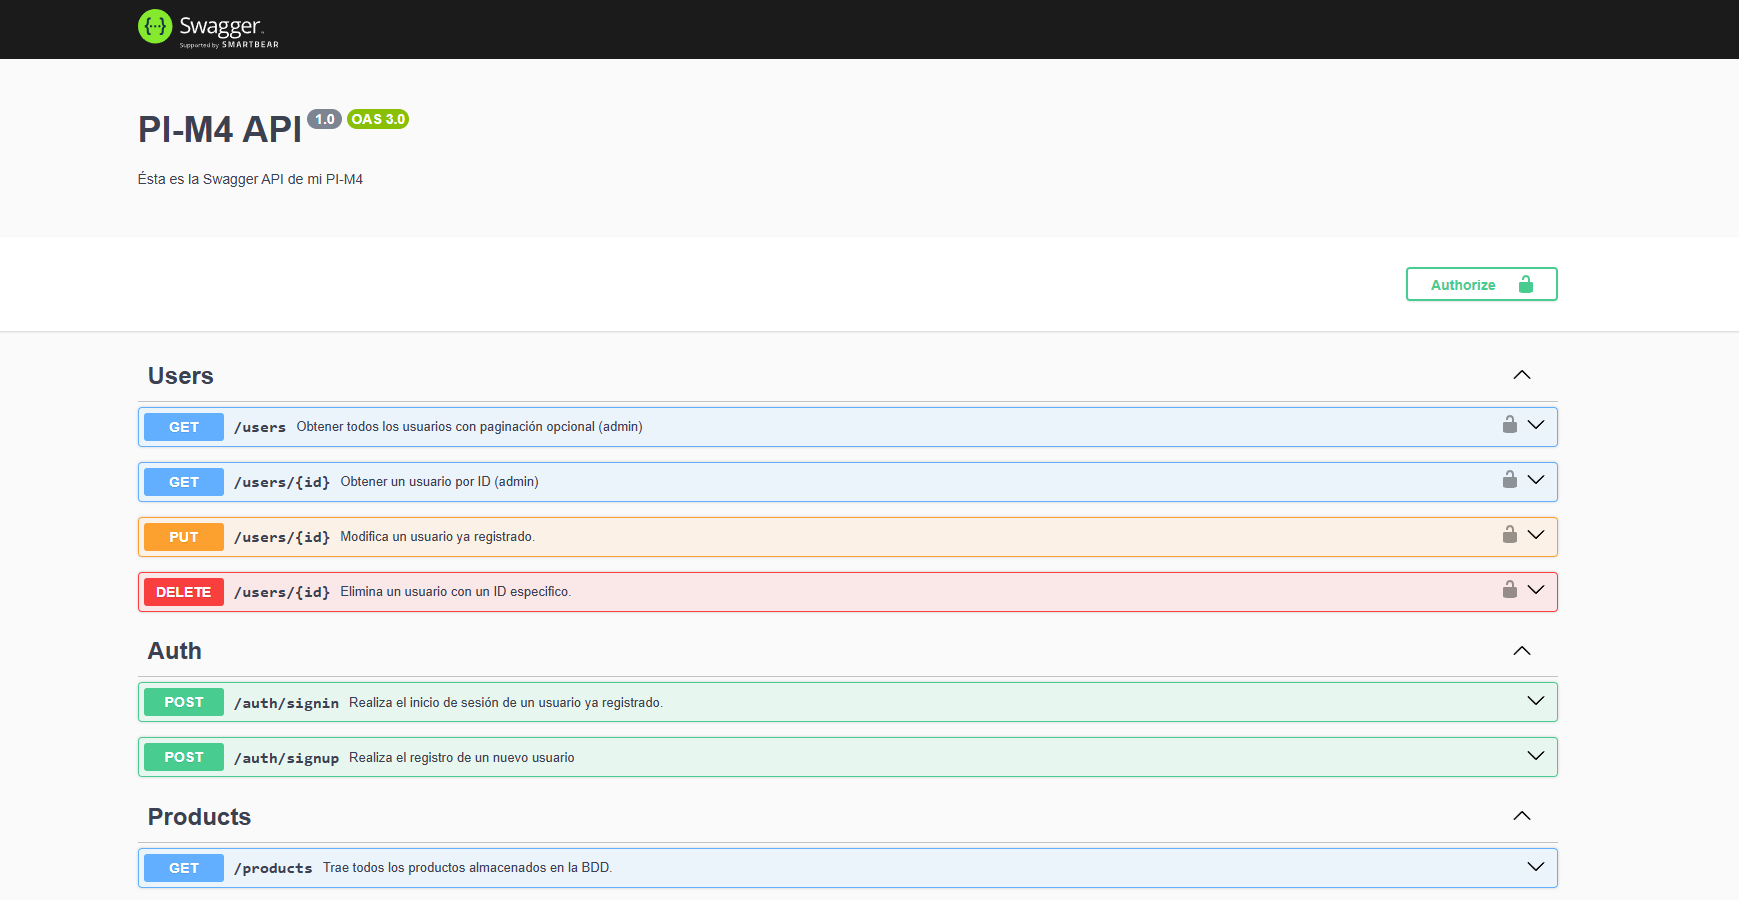 {···} Swagger.
Supported by SMARTBEAR
PI-M4 API 1.0 OAS 3.0
Ésta es la Swagger API de mi PI-M4
Authorize
Users
GET /users Obtener todos los usuarios con paginación opcional (admin)
GET /users/{id} Obtener un usuario por ID (admin)
PUT /users/{id} Modifica un usuario ya registrado.
DELETE /users/{id} Elimina un usuario con un ID especifico.
Auth
POST /auth/signin Realiza el inicio de sesión de un usuario ya registrado.
POST /auth/signup Realiza el registro de un nuevo usuario
Products
GET /products Trae todos los productos almacenados en la BDD.